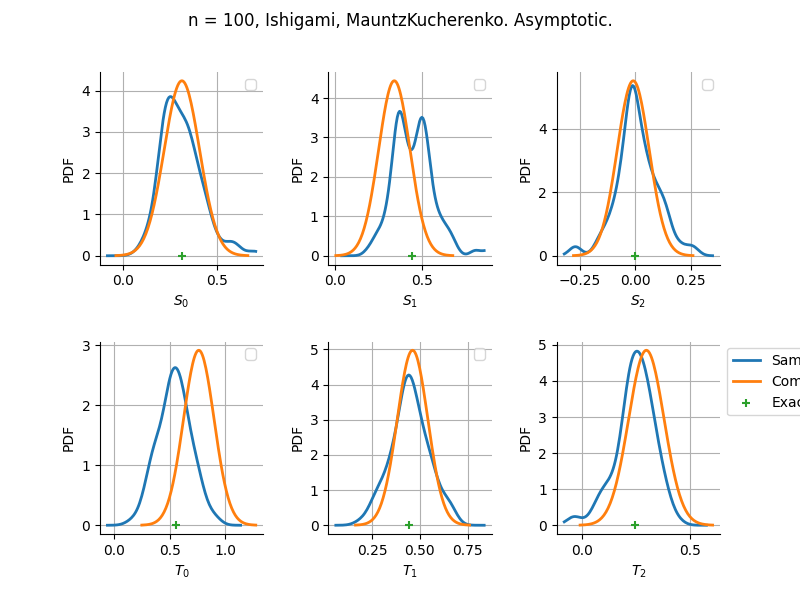 n = 100, Ishigami, MauntzKucherenko. Asymptotic.
4
3
2
1
0
PDF
0.0
0.5
S0
4
3
2
1
0
PDF
0.0
0.5
S1
4
2
0
PDF
−0.25
0.00
0.25
S2
3
2
1
0
PDF
0.0
0.5
1.0
T0
5
4
3
2
1
0
PDF
0.25
0.50
0.75
T1
5
4
3
2
1
0
PDF
0.0
0.5
T2
Sam
Com
Exac